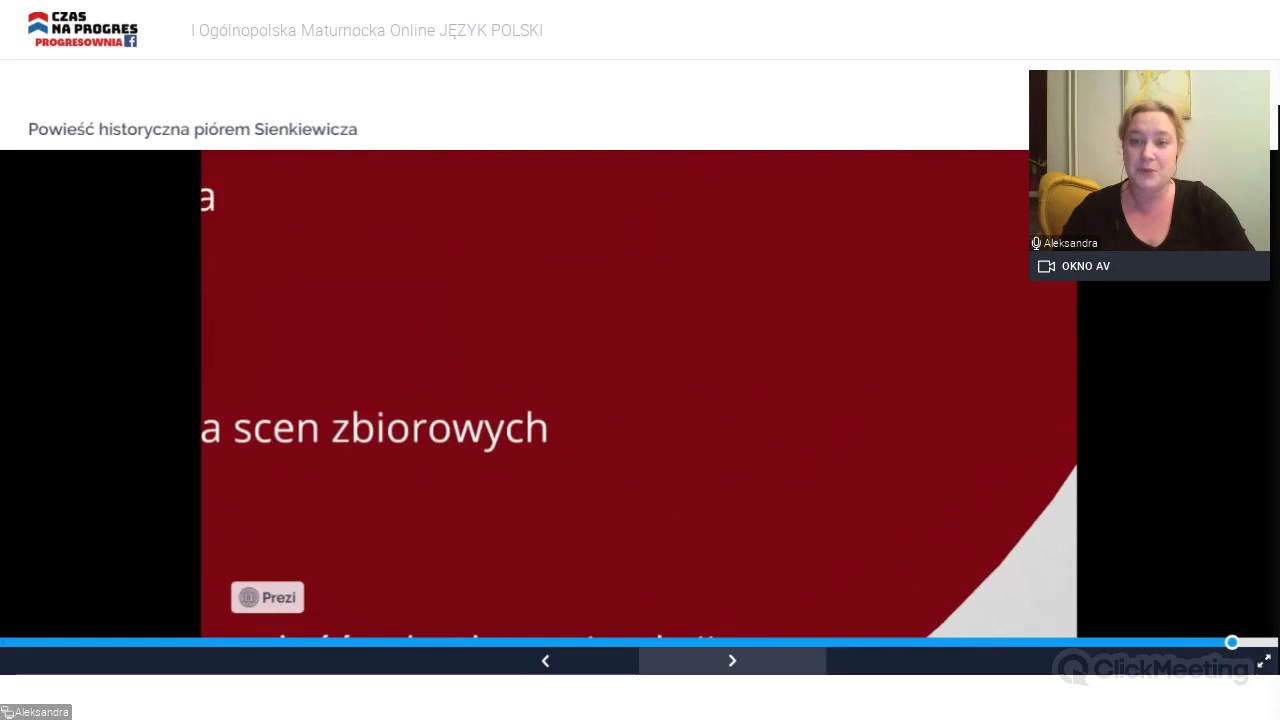 CZAS
NA PROGRES
PROGRESOWNIA
I Ogólnopolska Maturnocka Online JĘZYK POLSKI
Powieść historyczna piórem Sienkiewicza
a
a scen zbiorowych
Prezi
Aleksandra
OKNO AV
ClickMeeting
Aleksandra